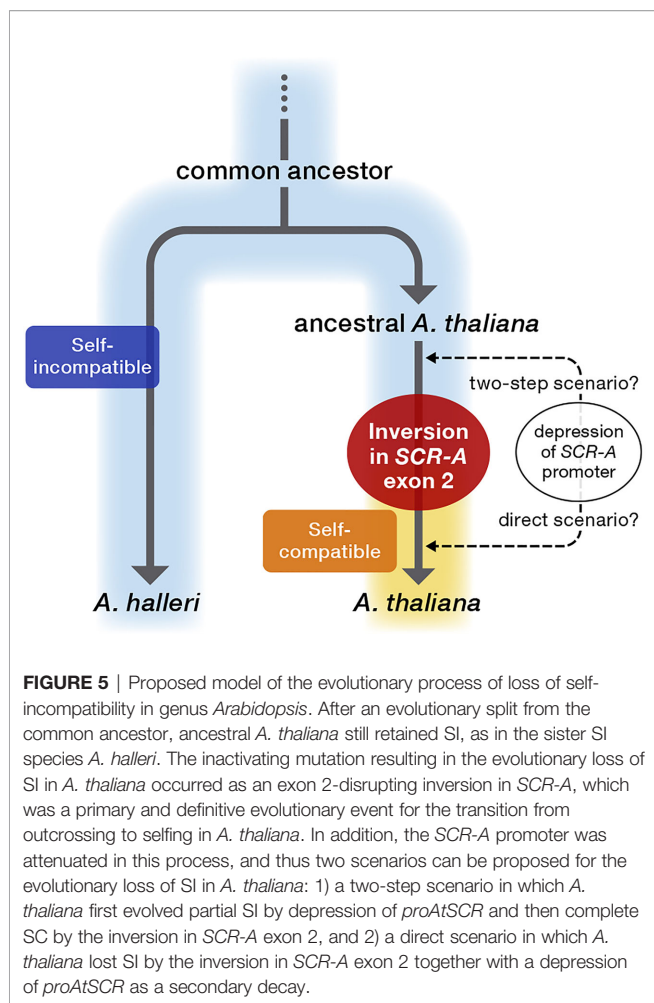 common ancestor
ancestral A. thaliana
Self-
incompatible
two-step scenario?
Inversion
in SCR-A
exon 2
depression
of SCR-A
promoter
Self-
compatible
direct scenario?
A. halleri
A. thaliana
FIGURE 5 | Proposed model of the evolutionary process of loss of self-
incompatibility in genus Arabidopsis. After an evolutionary split from the
common ancestor, ancestral A. thaliana still retained SI, as in the sister SI
species A. halleri. The inactivating mutation resulting in the evolutionary loss of
SI in A. thaliana occurred as an exon 2-disrupting inversion in SCR-A, which
was a primary and definitive evolutionary event for the transition from
outcrossing to selfing in A. thaliana. In addition, the SCR-A promoter was
attenuated in this process, and thus two scenarios can be proposed for the
evolutionary loss of SI in A. thaliana: 1) a two-step scenario in which A.
thaliana first evolved partial SI by depression of proAtSCR and then complete
SC by the inversion in SCR-A exon 2, and 2) a direct scenario in which A.
thaliana lost SI by the inversion in SCR-A exon 2 together with a depression
of proAtSCR as a secondary decay.